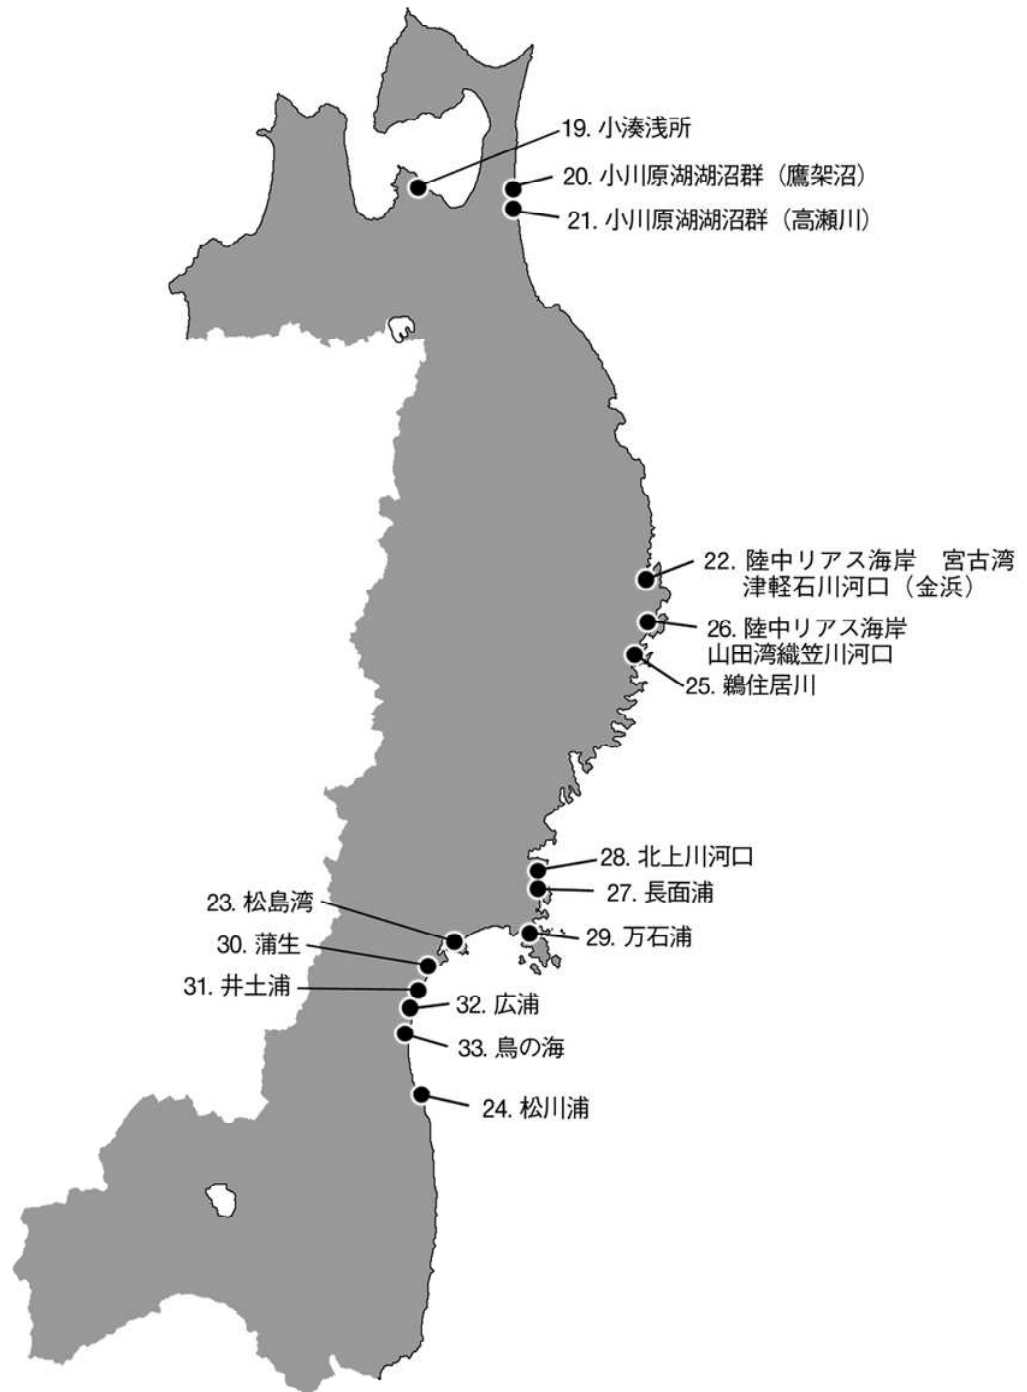 19. 小湊浅所
20. 小川原湖湖沼群（鷹架沼）
21. 小川原湖湖沼群（高瀬川）
22. 陸中リアス海岸　宮古湾
津軽石川河口（金浜）
26. 陸中リアス海岸
山田湾織笠川河口
25. 鵜住居川
28. 北上川河口
27. 長面浦
23. 松島湾
29. 万石浦
30. 蒲生
31. 井土浦
32. 広浦
33. 鳥の海
24. 松川浦